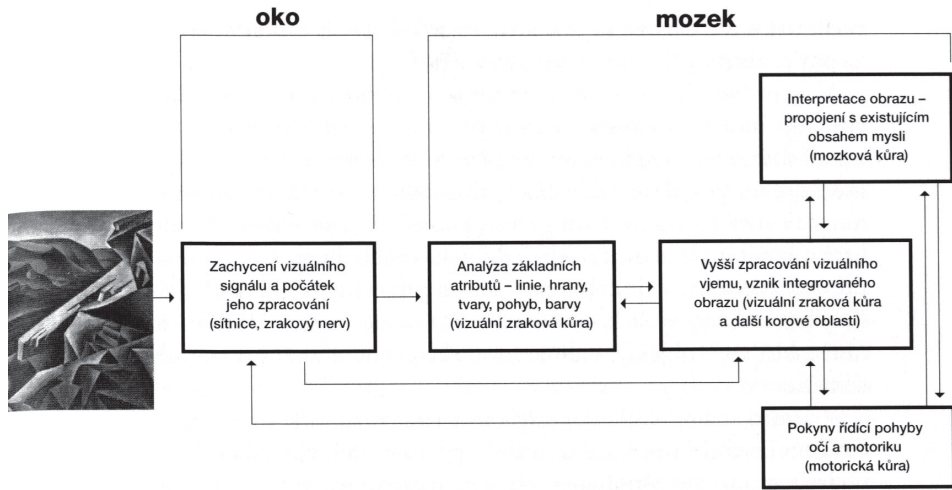 oko
mozek
Interpretace obrazu –
propojení s existujícím
obsahem mysli
(mozková kůra)
Zachycení vizuálního
signálu a počátek
jeho zpracování
(sítnice, zrakový nerv)
Analýza základních
atributů – linie, hrany,
tvary, pohyb, barvy
(vizuální zraková kůra)
Vyšší zpracování vizuálního
vjemu, vznik integrovaného
obrazu (vizuální zraková kůra
a další korové oblasti)
Pokyny řídící pohyby
očí a motoriku
(motorická kůra)